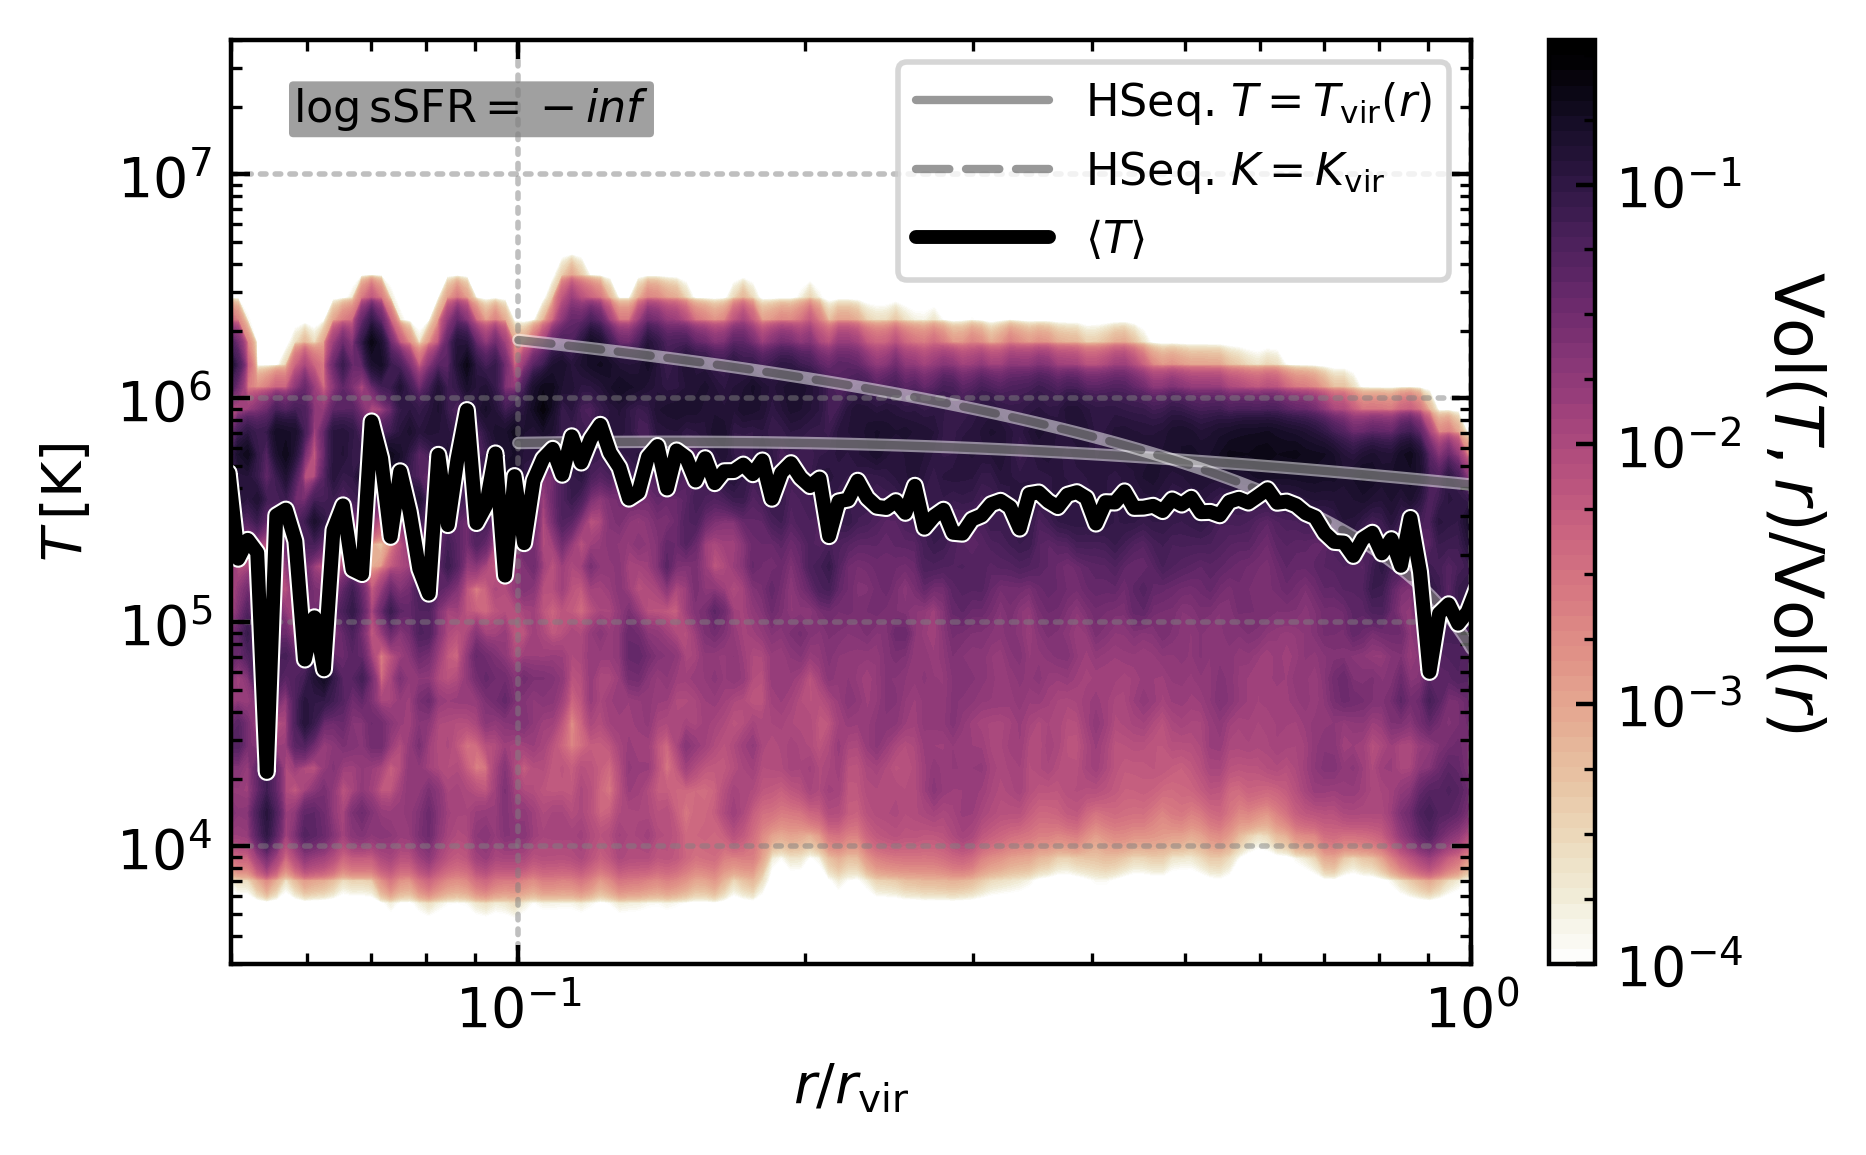 log sSFR = −inf
HSeq. T = T_vir(r)
HSeq. K = K_vir
⟨T⟩
10^7
10^6
10^5
10^4
T [K]
10^−1
10^0
r/r_vir
10^−1
10^−2
10^−3
10^−4
Vol(T, r)/Vol(r)